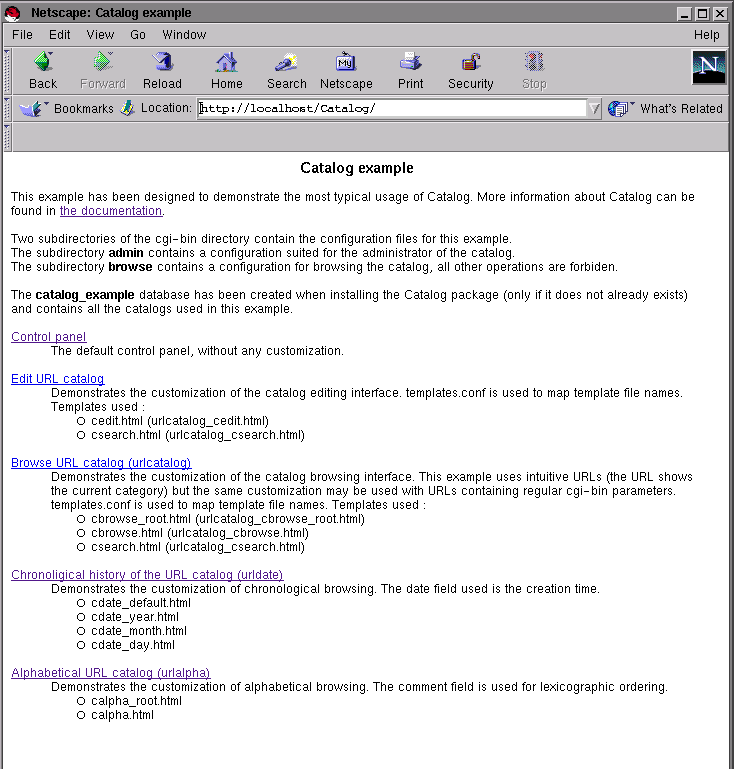 Netscape: Catalog example
File Edit View Go Window Help
Back Forward Reload Home Search Netscape Print Security Stop
My
N
Bookmarks Location: http://localhost/Catalog/ What's Related
Catalog example
This example has been designed to demonstrate the most typical usage of Catalog. More information about Catalog can be
found in the documentation.
Two subdirectories of the cgi-bin directory contain the configuration files for this example.
The subdirectory admin contains a configuration suited for the administrator of the catalog.
The subdirectory browse contains a configuration for browsing the catalog, all other operations are forbiden.
The catalog_example database has been created when installing the Catalog package (only if it does not already exists)
and contains all the catalogs used in this example.
Control panel
The default control panel, without any customization.
Edit URL catalog
Demonstrates the customization of the catalog editing interface. templates.conf is used to map template file names.
Templates used :
cedit.html (urlcatalog_cedit.html)
csearch.html (urlcatalog_csearch.html)
Browse URL catalog (urlcatalog)
Demonstrates the customization of the catalog browsing interface. This example uses intuitive URLs (the URL shows
the current category) but the same customization may be used with URLs containing regular cgi-bin parameters.
templates.conf is used to map template file names. Templates used :
cbrowse_root.html (urlcatalog_cbrowse_root.html)
cbrowse.html (urlcatalog_cbrowse.html)
csearch.html (urlcatalog_csearch.html)
Chronoligical history of the URL catalog (urldate)
Demonstrates the customization of chronological browsing. The date field used is the creation time.
cdate_default.html
cdate_year.html
cdate_month.html
cdate_day.html
Alphabetical URL catalog (urlalpha)
Demonstrates the customization of alphabetical browsing. The comment field is used for lexicographic ordering.
calpha_root.html
calpha.html